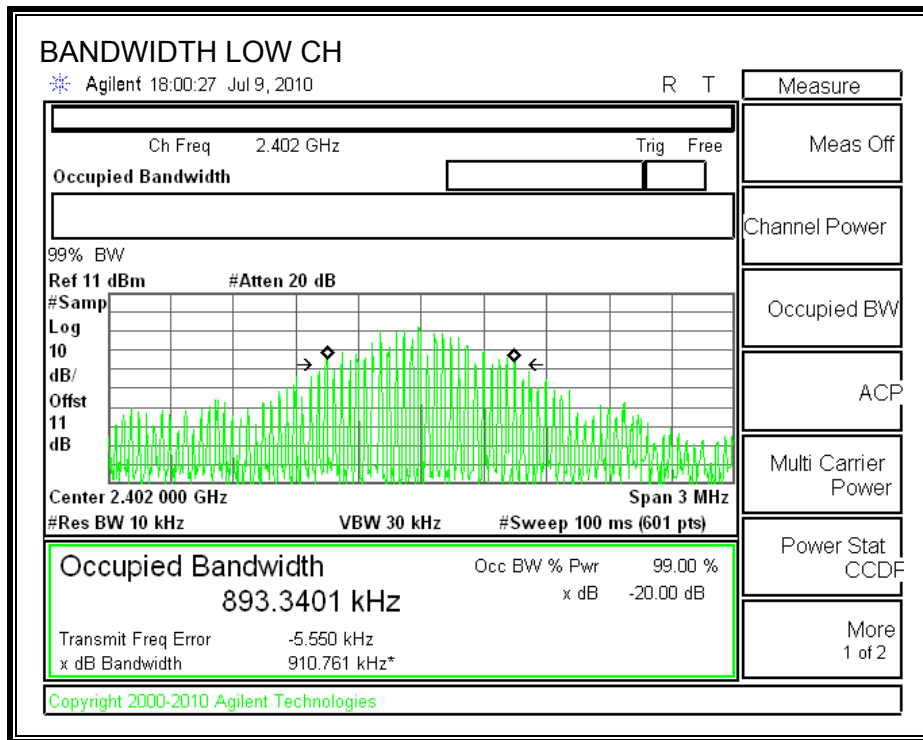 BANDWIDTH LOW CH
Agilent 18:00:27 Jul 9, 2010 R T
Measure
Ch Freq 2.402 GHz Trig Free
Meas Off
Occupied Bandwidth
Channel Power
99% BW
Ref 11 dBm #Atten 20 dB
#Samp
Log
10
dB/
Offst
11
dB
Occupied BW
ACP
Multi Carrier
Power
Center 2.402 000 GHz Span 3 MHz
#Res BW 10 kHz VBW 30 kHz #Sweep 100 ms (601 pts)
Power Stat
CCDF
Occupied Bandwidth Occ BW % Pwr 99.00 %
893.3401 kHz x dB -20.00 dB
Transmit Freq Error -5.550 kHz
x dB Bandwidth 910.761 kHz*
More
1 of 2
Copyright 2000-2010 Agilent Technologies